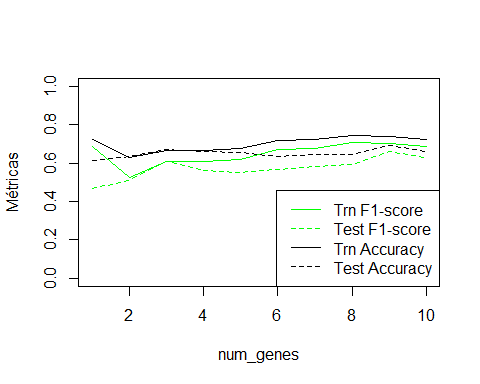 Métricas
1.0
0.8
0.6
0.4
0.2
0.0
Trn F1-score
Test F1-score
Trn Accuracy
Test Accuracy
2 4 6 8 10
num_genes